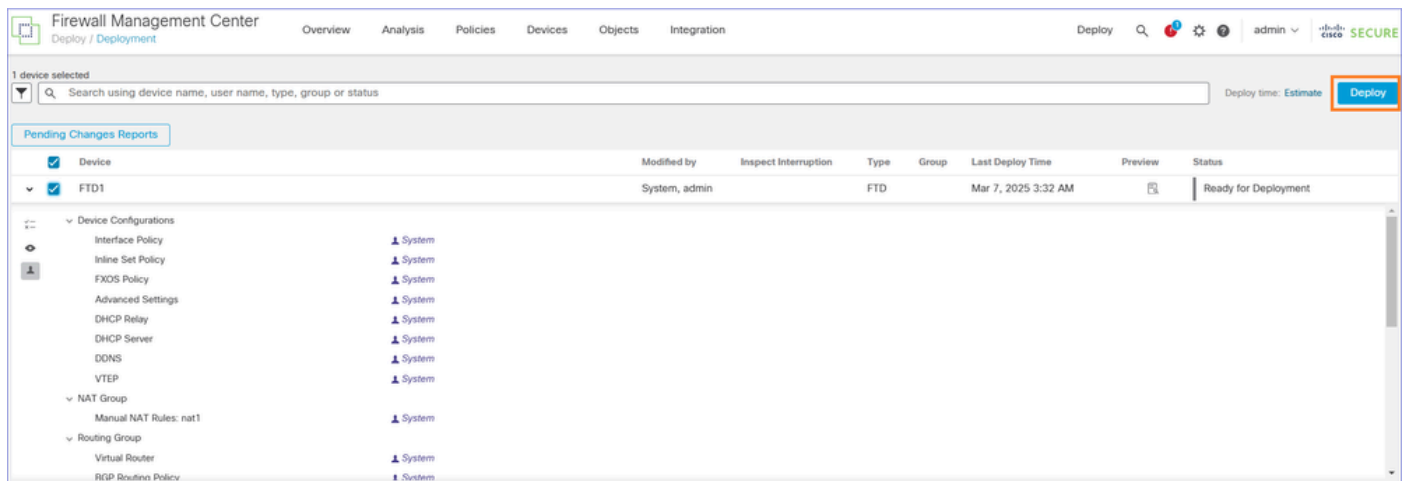 Firewall Management Center
Deploy / Deployment
Overview Analysis Policies Devices Objects Integration Deploy 1 admin cisco SECURE
1 device selected
Search using device name, user name, type, group or status
Deploy time: Estimate Deploy
Pending Changes Reports
Device Modified by Inspect Interruption Type Group Last Deploy Time Preview Status
FTD1 System, admin FTD Mar 7, 2025 3:32 AM Ready for Deployment
Device Configurations
Interface Policy System
Inline Set Policy System
FXOS Policy System
Advanced Settings System
DHCP Relay System
DHCP Server System
DDNS System
VTEP System
NAT Group
Manual NAT Rules: nat1 System
Routing Group
Virtual Router System
BGP Routing Policy System